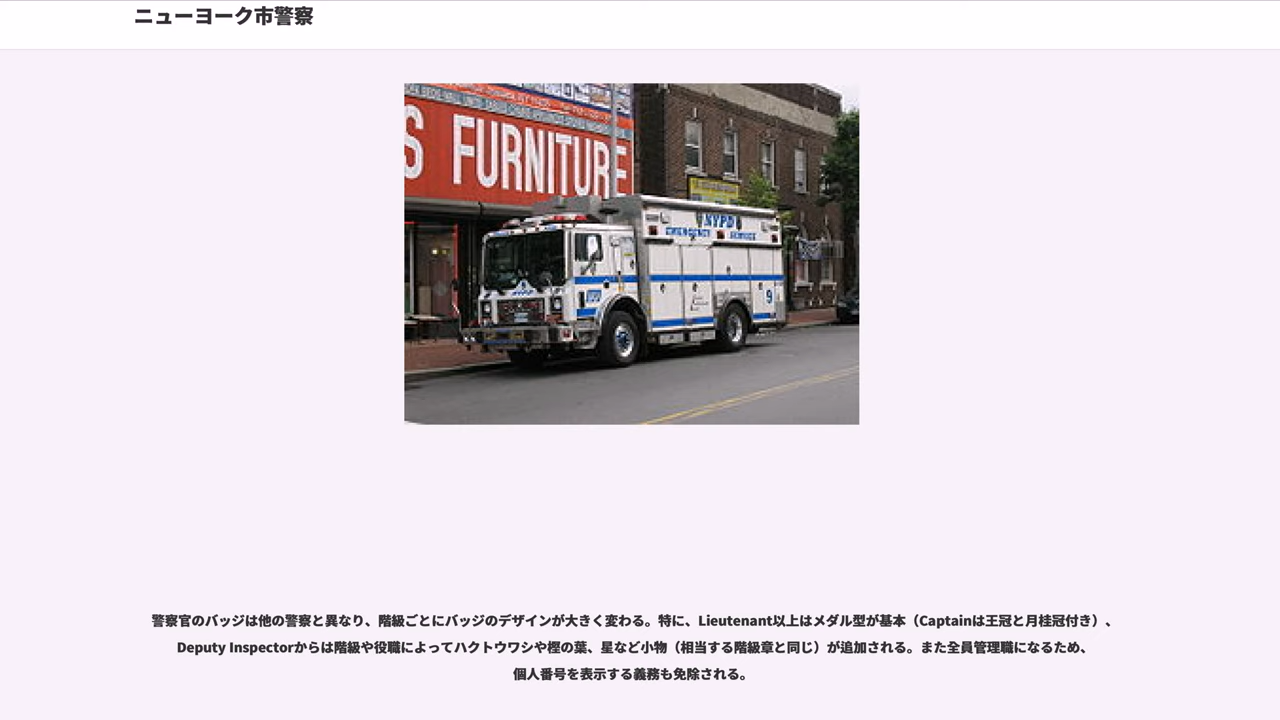 ニューヨーク市警察
S FURNITURE
NYPD
EMERGENCY SERVICE
NYPD
9
警察官のバッジは他の警察と異なり、階級ごとにバッジのデザインが大きく変わる。特に、Lieutenant以上はメダル型が基本（Captainは王冠と月桂冠付き）、
Deputy Inspectorからは階級や役職によってハクトウワシや樫の葉、星など小物（相当する階級章と同じ）が追加される。また全員管理職になるため、
個人番号を表示する義務も免除される。